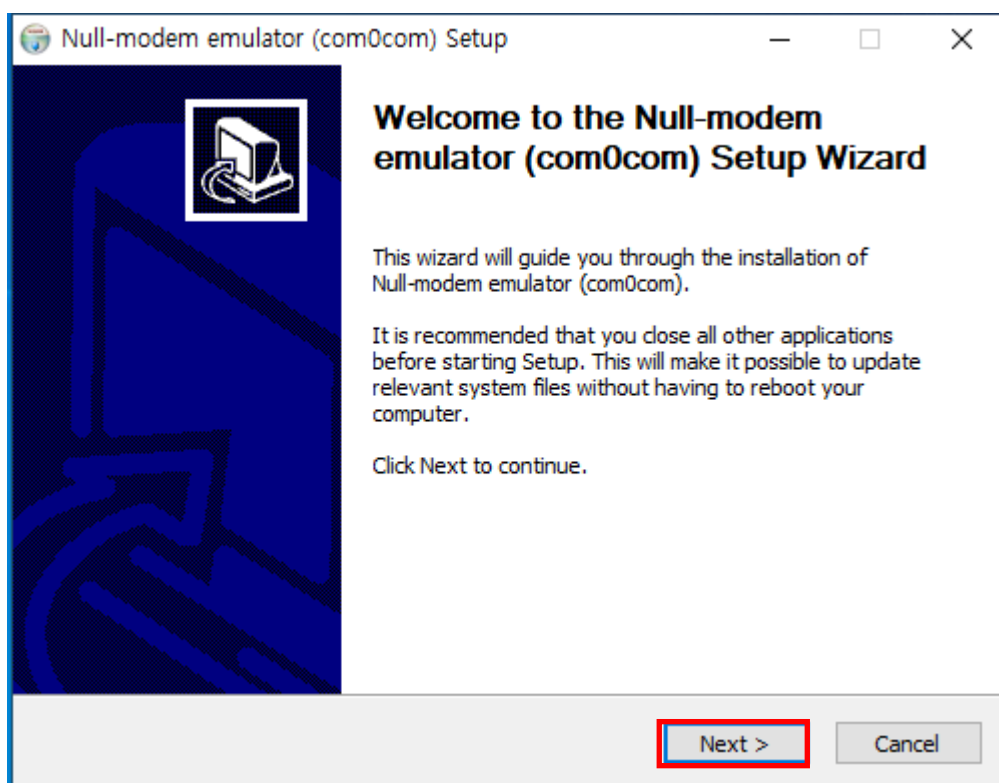 Null-modem emulator (com0com) Setup
Welcome to the Null-modem
emulator (com0com) Setup Wizard
This wizard will guide you through the installation of
Null-modem emulator (com0com).
It is recommended that you close all other applications
before starting Setup. This will make it possible to update
relevant system files without having to reboot your
computer.
Click Next to continue.
Next >
Cancel